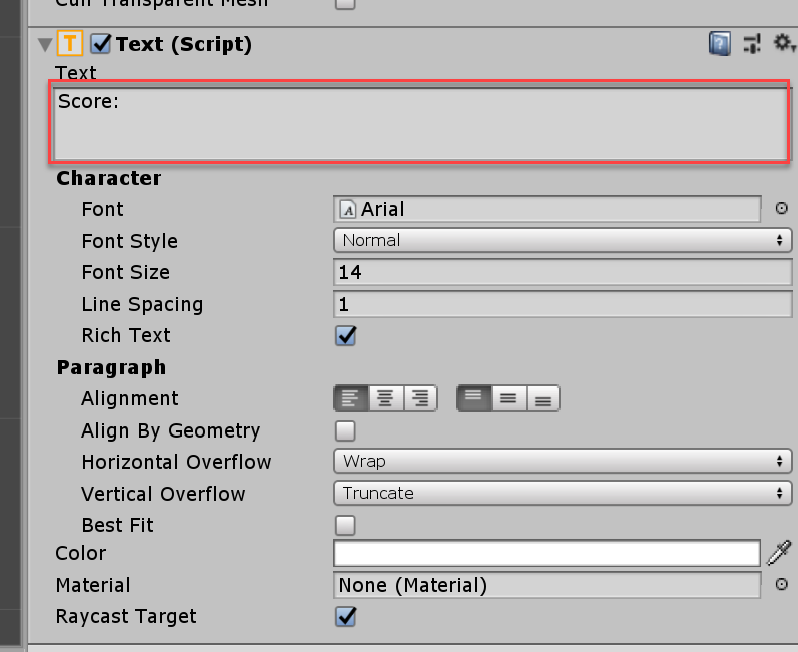 Cull Transparent Mesh
T Text (Script)
Text
Score:
Character
Font Arial
Font Style Normal
Font Size 14
Line Spacing 1
Rich Text
Paragraph
Alignment
Align By Geometry
Horizontal Overflow Wrap
Vertical Overflow Truncate
Best Fit
Color
Material None (Material)
Raycast Target